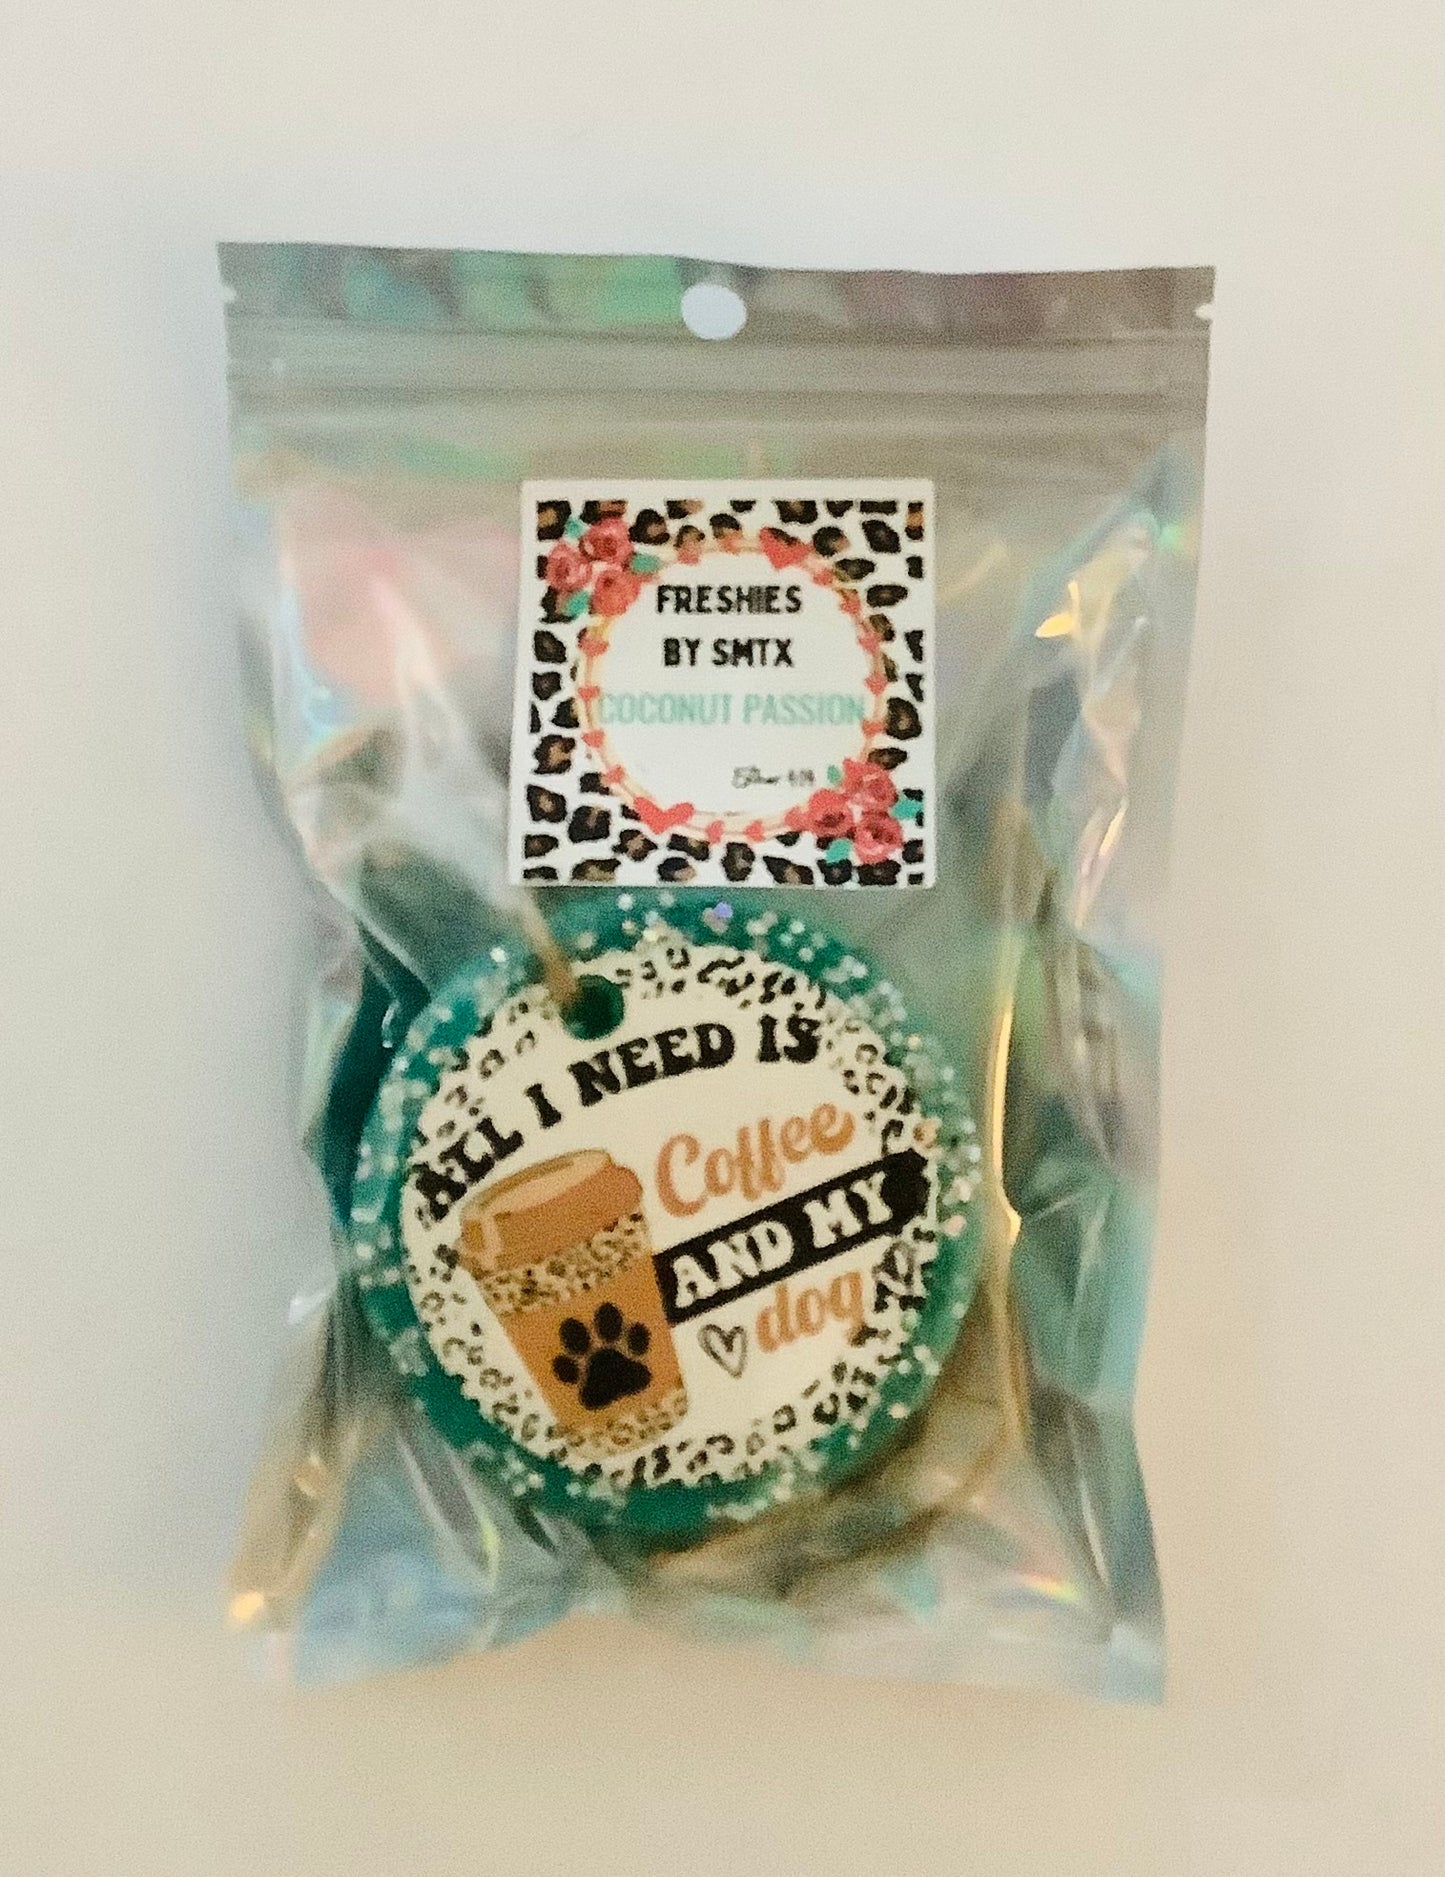 FRESHIES
BY SMTX
COCONUT PASSION
ALL I NEED IS
Coffee
AND MY
dog